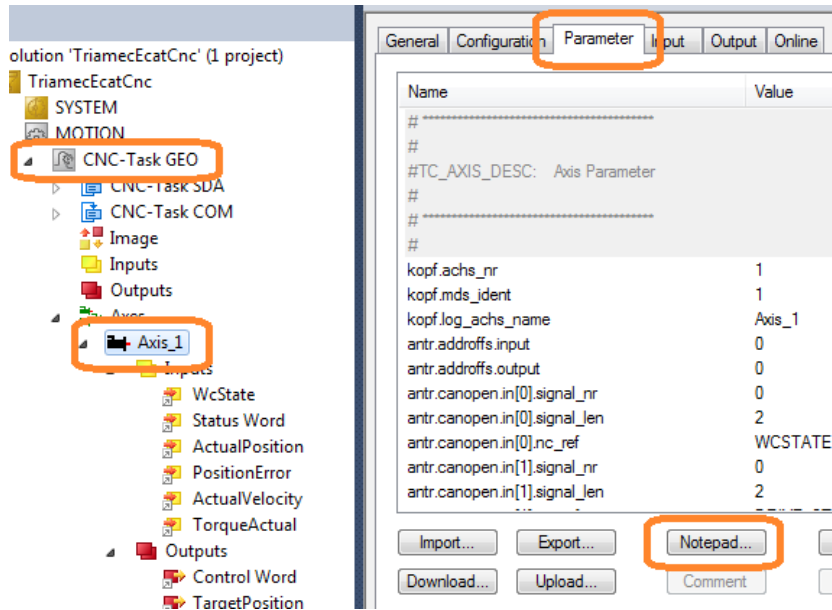 olution 'TriamecEcatCnc' (1 project)
TriamecEcatCnc
SYSTEM
MOTION
CNC-Task GEO
CNC-Task SDA
CNC-Task COM
Image
Inputs
Outputs
Axes
Axis_1
Inputs
WcState
Status Word
ActualPosition
PositionError
ActualVelocity
TorqueActual
Outputs
Control Word
TargetPosition
General Configuration Parameter Input Output Online
Name Value
# *******************************************
#
#TC_AXIS_DESC: Axis Parameter
#
# *******************************************
#
kopf.achs_nr 1
kopf.mds_ident 1
kopf.log_achs_name Axis_1
antr.addroffs.input 0
antr.addroffs.output 0
antr.canopen.in[0].signal_nr 0
antr.canopen.in[0].signal_len 2
antr.canopen.in[0].nc_ref WCSTATE
antr.canopen.in[1].signal_nr 0
antr.canopen.in[1].signal_len 2
Import... Export... Notepad...
Download... Upload... Comment